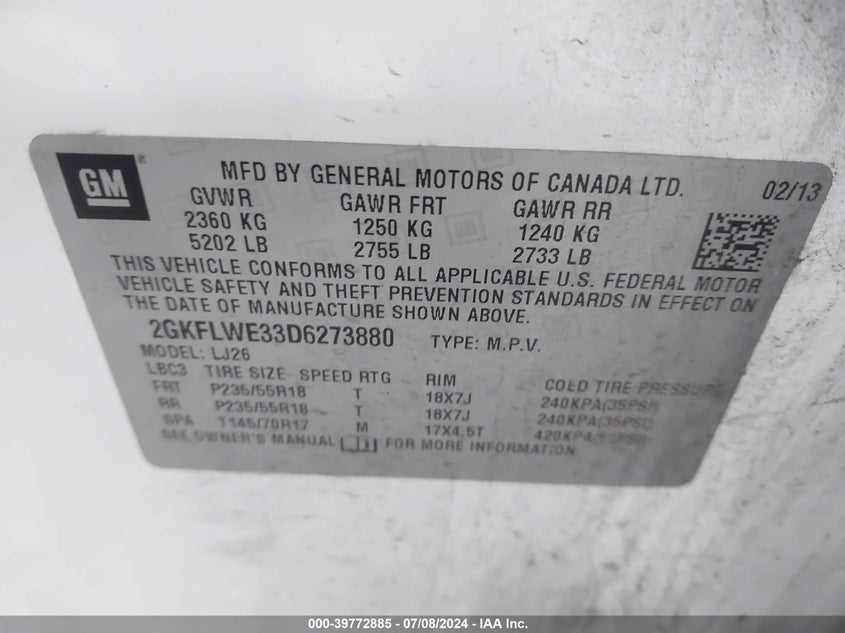 GM ®
MFD BY GENERAL MOTORS OF CANADA LTD. 02/13
GVWR GAWR FRT GAWR RR
2360 KG 1250 KG 1240 KG
5202 LB 2755 LB 2733 LB
THIS VEHICLE CONFORMS TO ALL APPLICABLE U.S. FEDERAL MOTOR
VEHICLE SAFETY AND THEFT PREVENTION STANDARDS IN EFFECT ON
THE DATE OF MANUFACTURE SHOWN ABOVE.
2GKFLWE33D6273880 TYPE: M.P.V.
MODEL: LJ26
LBC3 TIRE SIZE SPEED RTG RIM COLD TIRE PRESSURE
FRT P235/55R18 T 18X7J 240KPA(35PSI)
RR P235/55R18 T 18X7J 240KPA(35PSI)
SPA T145/70R17 M 17X4.5T 420KPA(60PSI)
SEE OWNER'S MANUAL FOR MORE INFORMATION
000-39772885 - 07/08/2024 - IAA Inc.